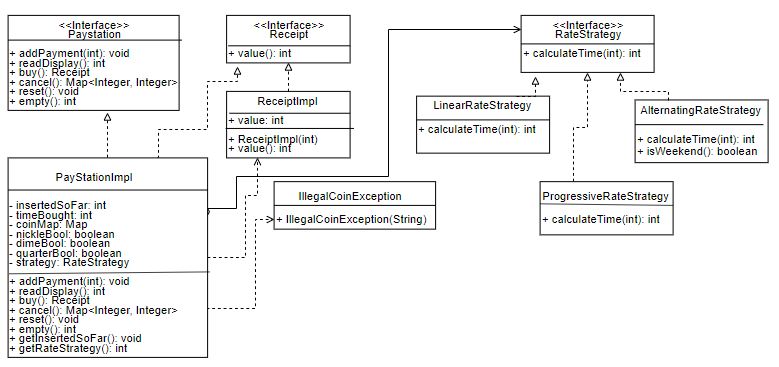 <<Interface>>
Paystation
+ addPayment(int): void
+ readDisplay(): int
+ buy(): Receipt
+ cancel(): Map<Integer, Integer>
+ reset(): void
+ empty(): int
<<Interface>>
Receipt
+ value(): int
<<Interface>>
RateStrategy
+ calculateTime(int): int
ReceiptImpl
+ value: int
+ ReceiptImpl(int)
+ value(): int
LinearRateStrategy
+ calculateTime(int): int
AlternatingRateStrategy
+ calculateTime(int): int
+ isWeekend(): boolean
PayStationImpl
- insertedSoFar: int
- timeBought: int
- coinMap: Map
- nickleBool: boolean
- dimeBool: boolean
- quarterBool: boolean
- strategy: RateStrategy
+ addPayment(int): void
+ readDisplay(): int
+ buy(): Receipt
+ cancel(): Map<Integer, Integer>
+ reset(): void
+ empty(): int
+ getInsertedSoFar(): void
+ getRateStrategy(): int
IllegalCoinException
+ IllegalCoinException(String)
ProgressiveRateStrategy
+ calculateTime(int): int